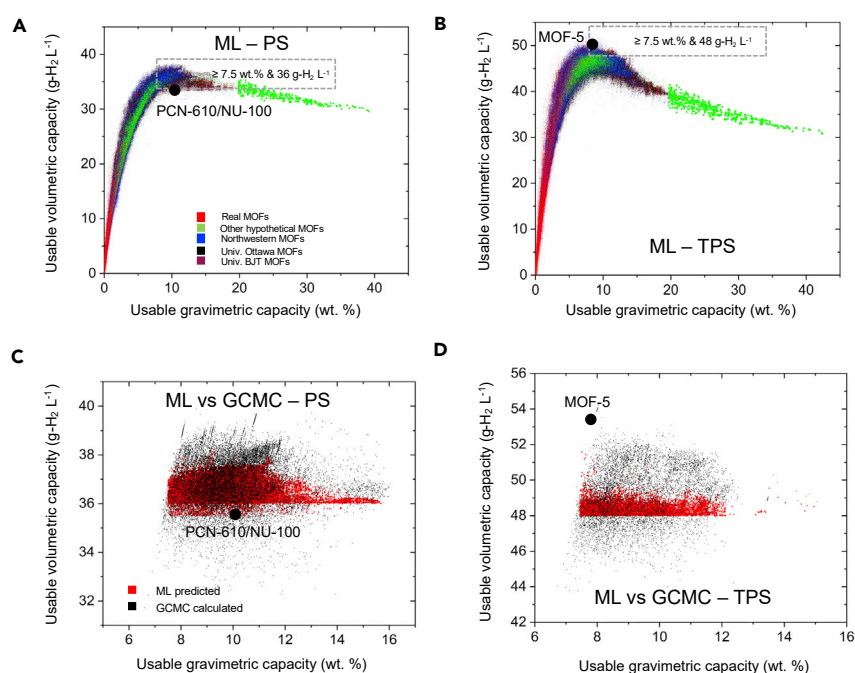 A
ML – PS
≥ 7.5 wt.% & 36 g-H₂ L⁻¹
PCN-610/NU-100
Real MOFs
Other hypothetical MOFs
Northwestern MOFs
Univ. Ottawa MOFs
Univ. BJT MOFs
50
40
30
20
10
0
0 10 20 30 40
Usable volumetric capacity (g-H₂ L⁻¹)
Usable gravimetric capacity (wt. %)
B
MOF-5
≥ 7.5 wt.% & 48 g-H₂ L⁻¹
ML – TPS
60
50
40
30
20
10
0
0 10 20 30 40
Usable volumetric capacity (g-H₂ L⁻¹)
Usable gravimetric capacity (wt. %)
C
ML vs GCMC – PS
PCN-610/NU-100
ML predicted
GCMC calculated
40
38
36
34
32
6 8 10 12 14 16
Usable volumetric capacity (g-H₂ L⁻¹)
Usable gravimetric capacity (wt. %)
D
MOF-5
ML vs GCMC – TPS
56
54
52
50
48
46
44
42
6 8 10 12 14 16
Usable volumetric capacity (g-H₂ L⁻¹)
Usable gravimetric capacity (wt. %)